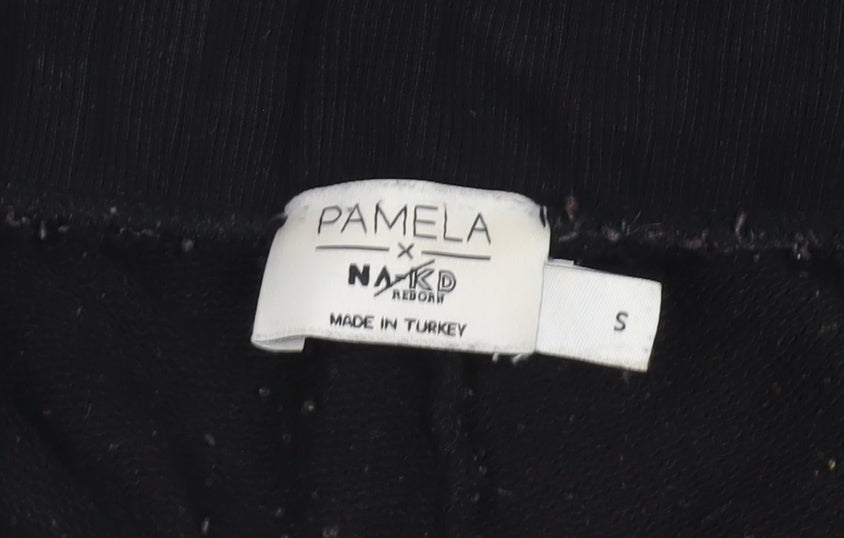 PAMELA
×
NA-KD
REBORN
MADE IN TURKEY
S